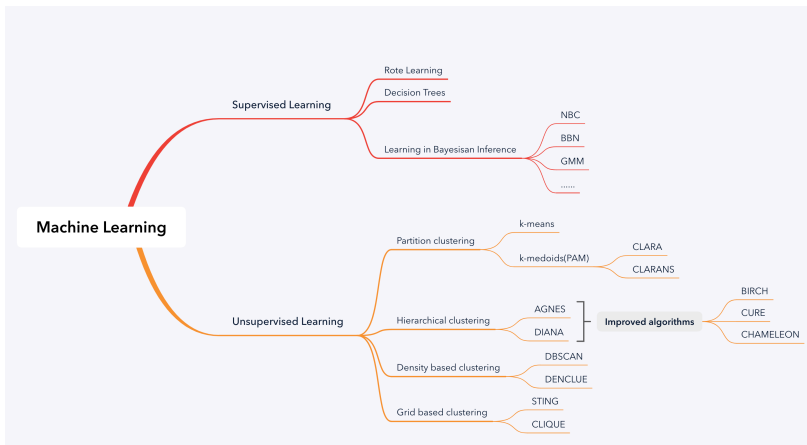 Machine Learning
Supervised Learning
Rote Learning
Decision Trees
Learning in Bayesisan Inference
NBC
BBN
GMM
......
Unsupervised Learning
Partition clustering
k-means
k-medoids(PAM)
CLARA
CLARANS
Hierarchical clustering
AGNES
DIANA
Improved algorithms
BIRCH
CURE
CHAMELEON
Density based clustering
DBSCAN
DENCLUE
Grid based clustering
STING
CLIQUE